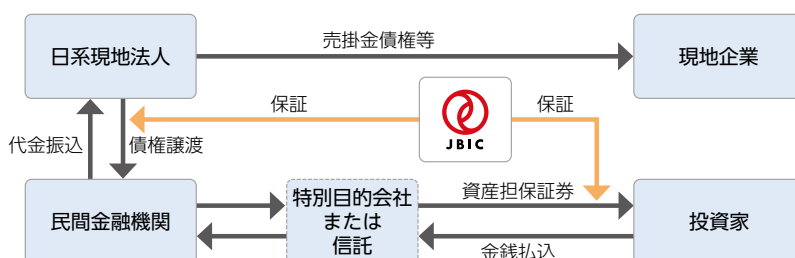 売掛金債権等
日系現地法人
現地企業
保証
保証
JBIC
代金振込
債権譲渡
特別目的会社
または
信託
資産担保証券
民間金融機関
投資家
金銭払込